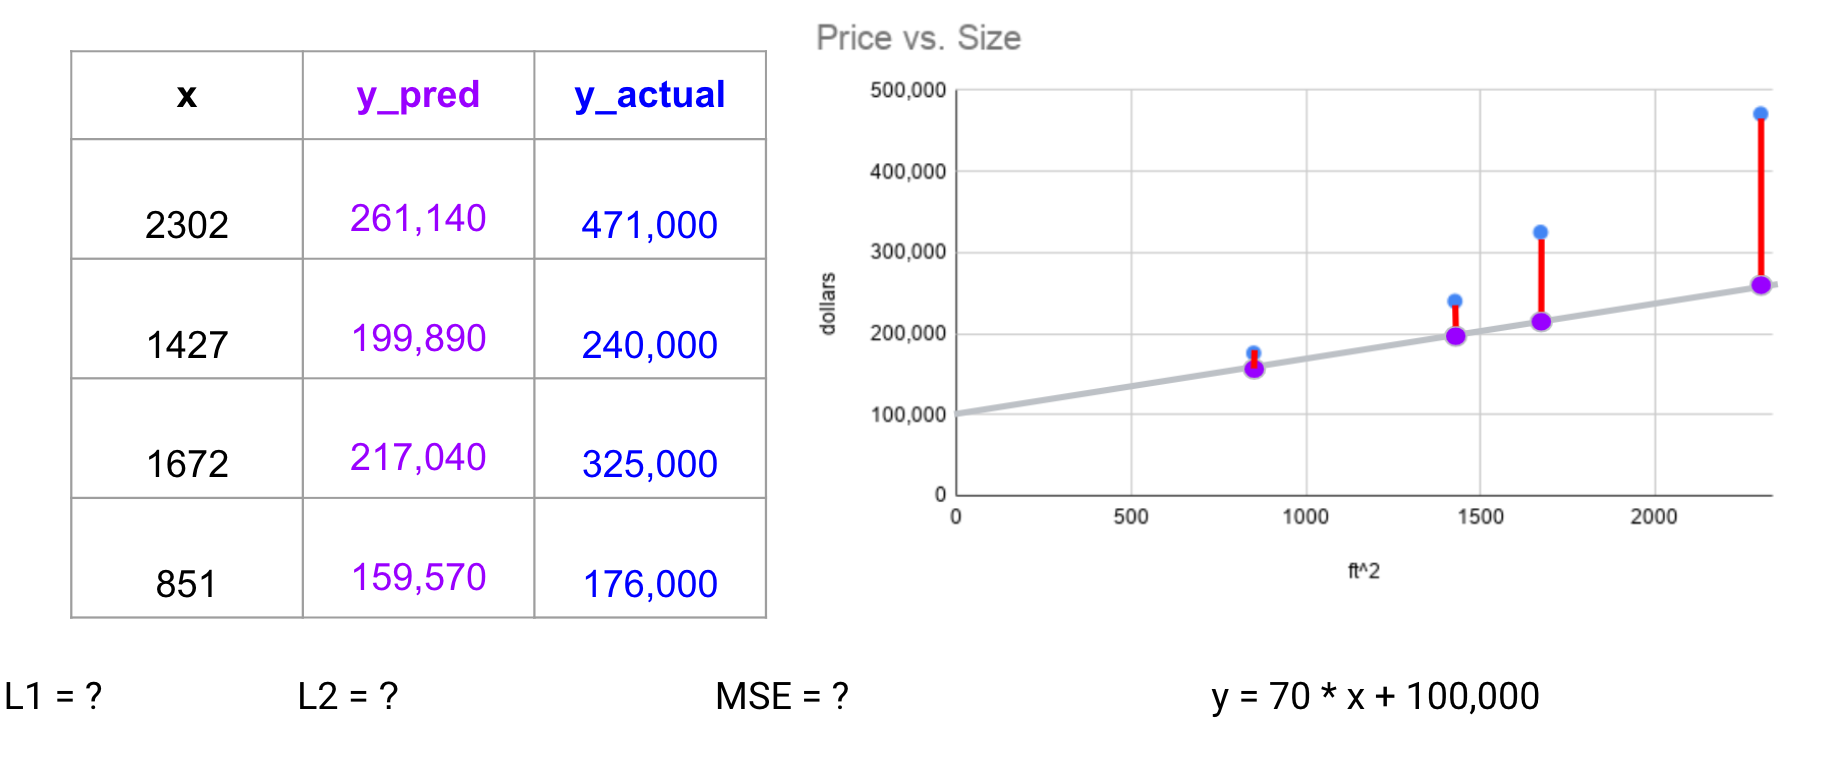 x y_pred y_actual
2302 261,140 471,000
1427 199,890 240,000
1672 217,040 325,000
851 159,570 176,000
Price vs. Size
500,000
400,000
300,000
200,000
100,000
0
dollars
0 500 1000 1500 2000
ft^2
L1 = ? L2 = ? MSE = ? y = 70 * x + 100,000